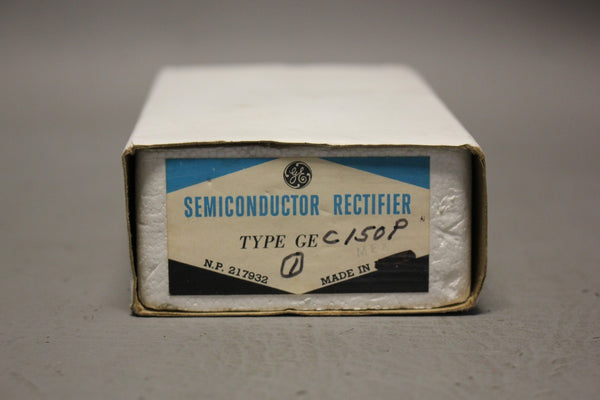 GE
SEMICONDUCTOR RECTIFIER
TYPE GE C150P
N.P. 217932
1
MADE IN